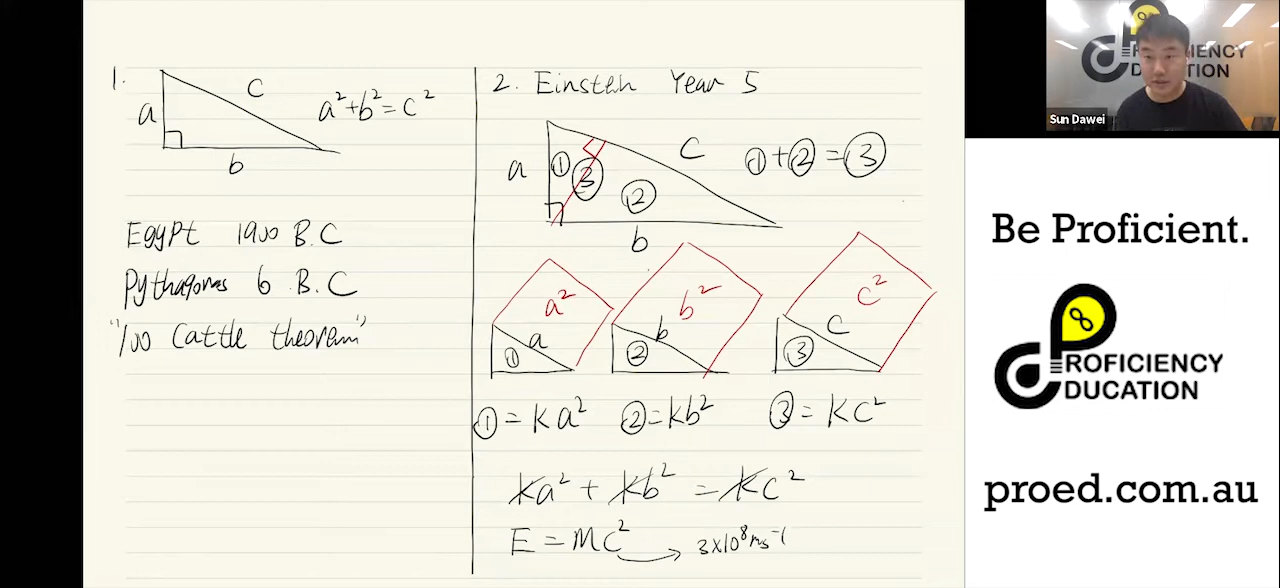 1.
c
a
a²+b²=c²
b
Egypt 1900 B.C
Pythagoras 6 B.C
"100 Cattle theorem"
2. Einstein Year 5
a
①
③
②
c
①+②=③
b
a²
b²
c²
a
b
c
①
②
③
①=ka²
②=kb²
③=kc²
ka²+kb²=kc²
E=Mc²
3×10⁸ms⁻¹
PROFICIENCY
EDUCATION
Sun Dawei
Be Proficient.
PROFICIENCY
EDUCATION
proed.com.au